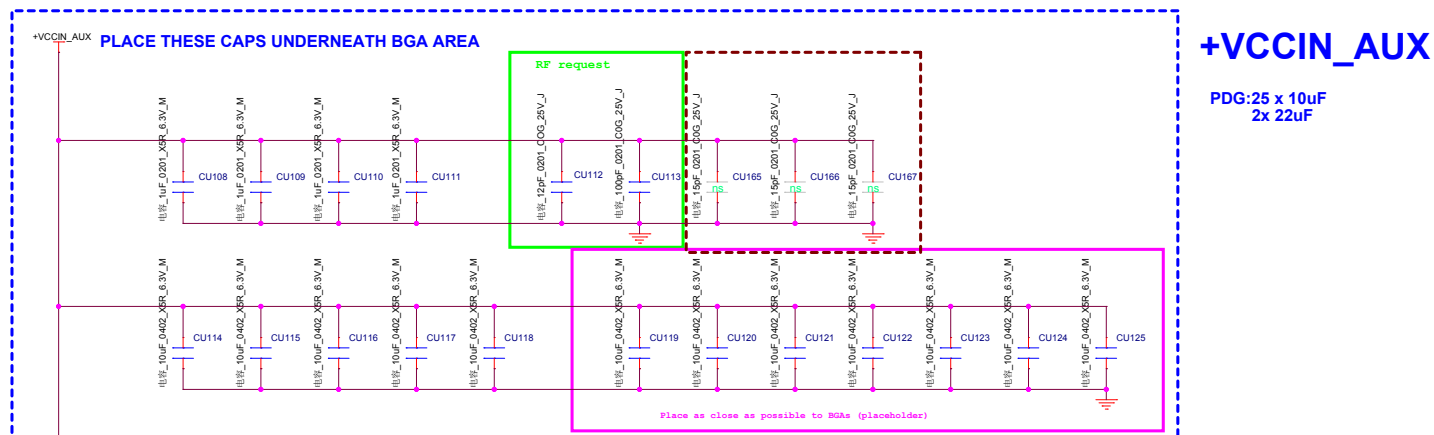 +VCCIN_AUX
PLACE THESE CAPS UNDERNEATH BGA AREA
+VCCIN_AUX
PDG:25 x 10uF
2x 22uF
RF request
电容_1uF_0201_X5R_6.3V_M
CU108
电容_1uF_0201_X5R_6.3V_M
CU109
电容_1uF_0201_X5R_6.3V_M
CU110
电容_1uF_0201_X5R_6.3V_M
CU111
电容_12pF_0201_COG_25V_J
CU112
电容_100pF_0201_C0G_25V_J
CU113
电容_15pF_0201_COG_25V_J
ns
CU165
电容_15pF_0201_COG_25V_J
ns
CU166
电容_15pF_0201_COG_25V_J
ns
CU167
电容_10uF_0402_X5R_6.3V_M
CU114
电容_10uF_0402_X5R_6.3V_M
CU115
电容_10uF_0402_X5R_6.3V_M
CU116
电容_10uF_0402_X5R_6.3V_M
CU117
电容_10uF_0402_X5R_6.3V_M
CU118
电容_10uF_0402_X5R_6.3V_M
CU119
电容_10uF_0402_X5R_6.3V_M
CU120
电容_10uF_0402_X5R_6.3V_M
CU121
电容_10uF_0402_X5R_6.3V_M
CU122
电容_10uF_0402_X5R_6.3V_M
CU123
电容_10uF_0402_X5R_6.3V_M
CU124
电容_10uF_0402_X5R_6.3V_M
CU125
Place as close as possible to BGAs (placeholder)